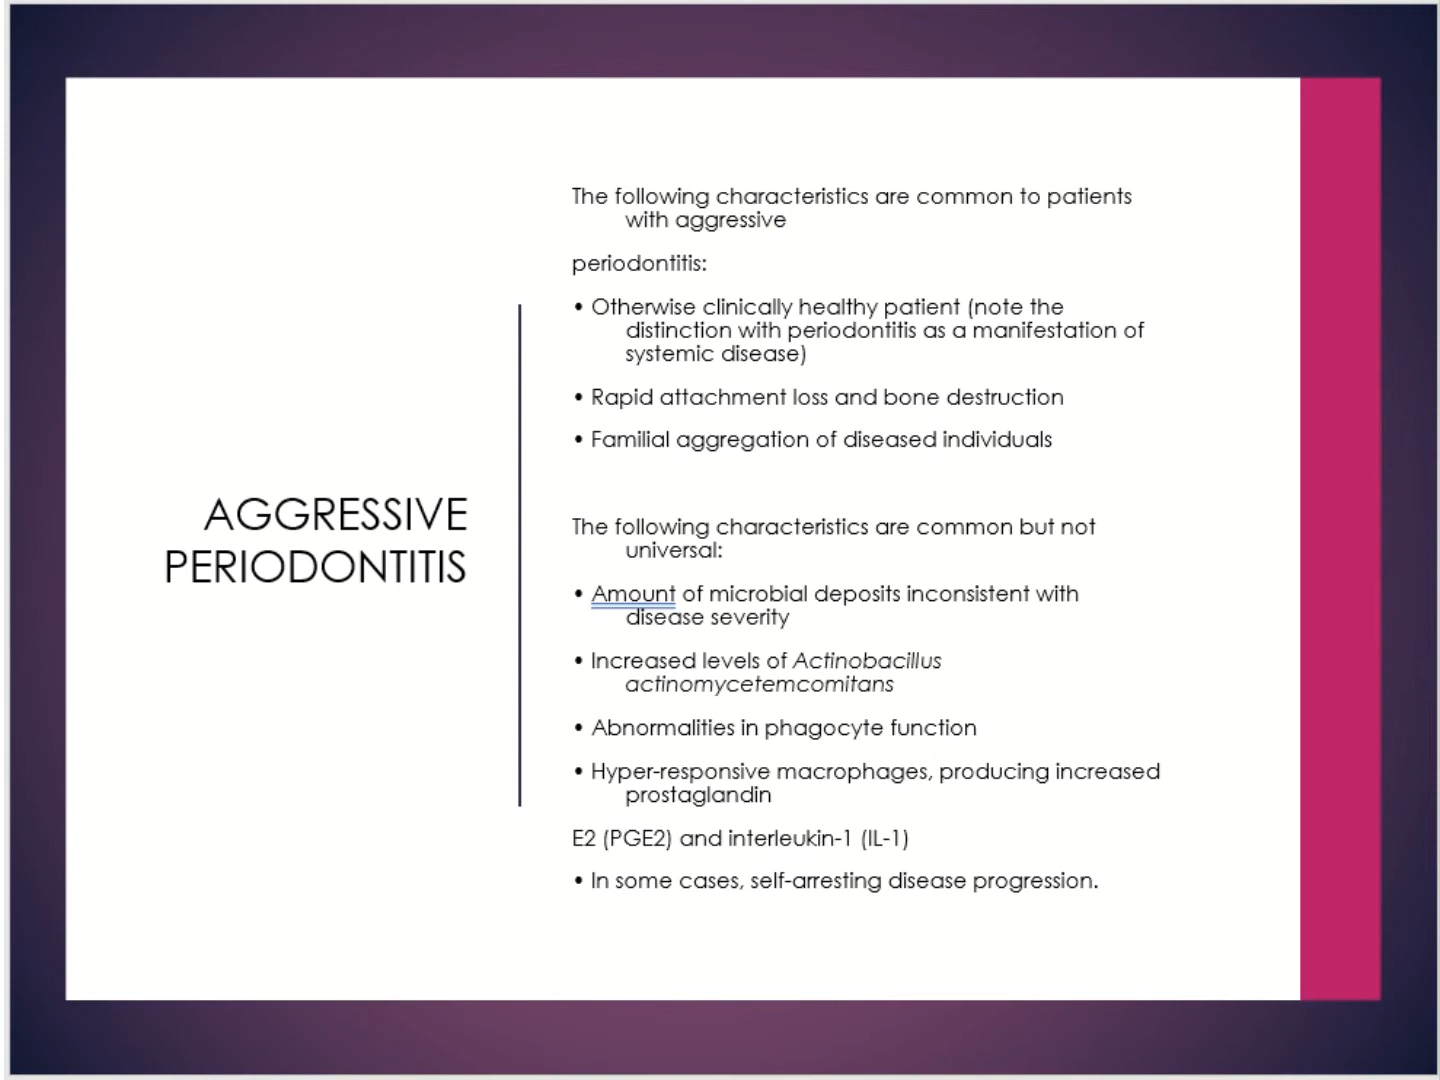 AGGRESSIVE
PERIODONTITIS
The following characteristics are common to patients
with aggressive
periodontitis:
• Otherwise clinically healthy patient (note the
distinction with periodontitis as a manifestation of
systemic disease)
• Rapid attachment loss and bone destruction
• Familial aggregation of diseased individuals
The following characteristics are common but not
universal:
• Amount of microbial deposits inconsistent with
disease severity
• Increased levels of Actinobacillus
actinomycetemcomitans
• Abnormalities in phagocyte function
• Hyper-responsive macrophages, producing increased
prostaglandin
E2 (PGE2) and interleukin-1 (IL-1)
• In some cases, self-arresting disease progression.